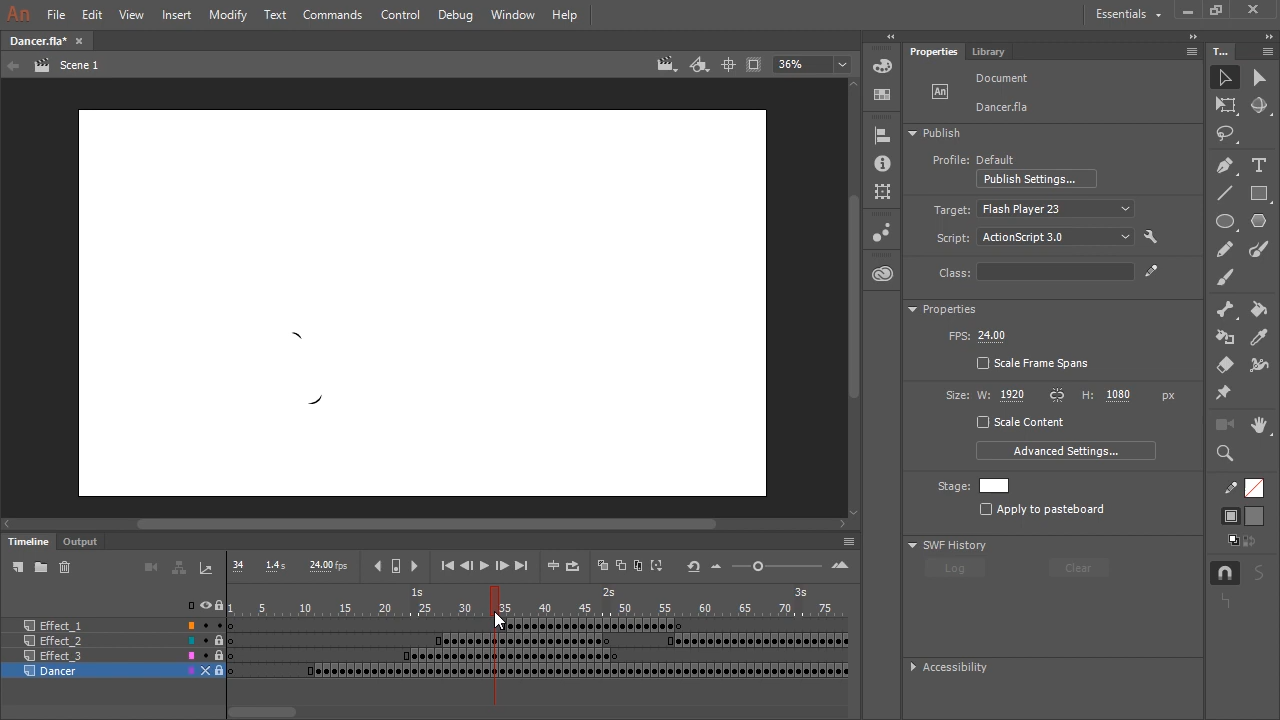 An File Edit View Insert Modify Text Commands Control Debug Window Help Essentials
Dancer.fla*
Scene 1 36%
Properties Library T...
Document
An Dancer.fla
Publish
Profile: Default
Publish Settings...
Target: Flash Player 23
Script: ActionScript 3.0
Class:
Properties
FPS: 24.00
Scale Frame Spans
Size: W: 1920 H: 1080 px
Scale Content
Advanced Settings...
Stage:
Apply to pasteboard
SWF History
Log Clear
Accessibility
Timeline Output
34 1.4 s 24.00 fps
1s 2s 3s
1 5 10 15 20 25 30 35 40 45 50 55 60 65 70 75
Effect_1
Effect_2
Effect_3
Dancer